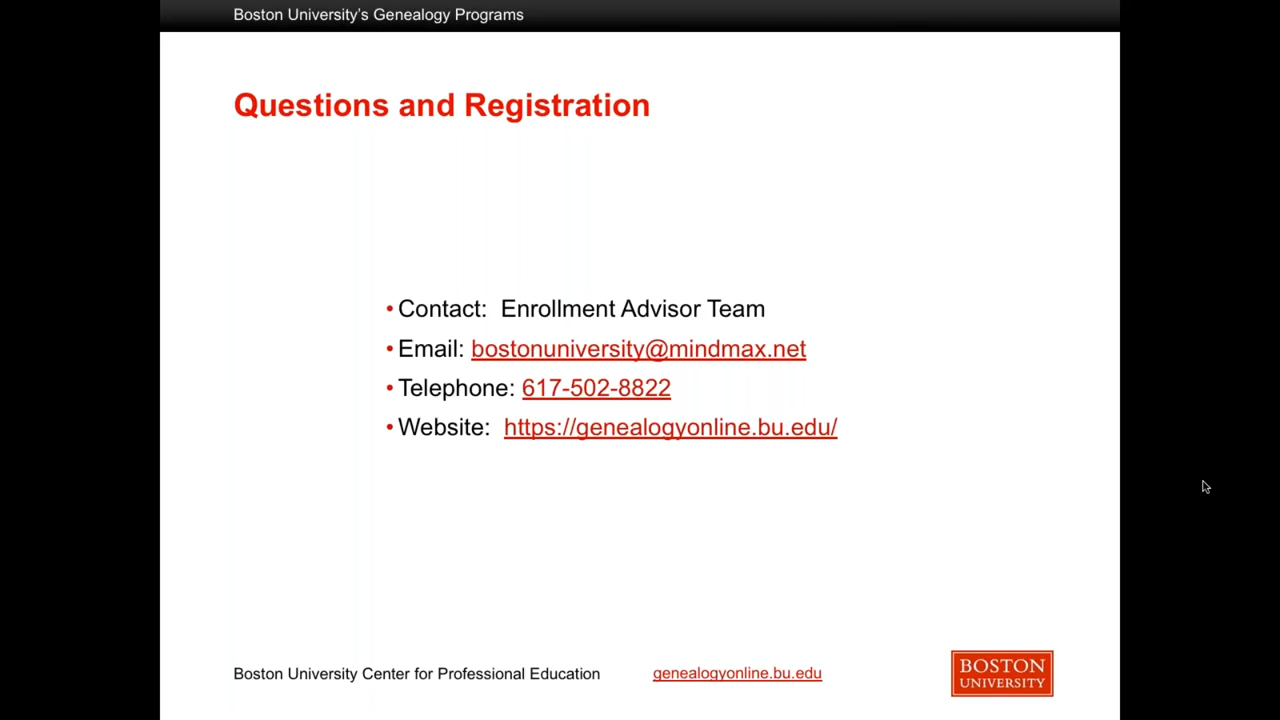 Boston University’s Genealogy Programs
Questions and Registration
• Contact:  Enrollment Advisor Team
• Email: bostonuniversity@mindmax.net
• Telephone: 617-502-8822
• Website:  https://genealogyonline.bu.edu/
Boston University Center for Professional Education genealogyonline.bu.edu
BOSTON
UNIVERSITY